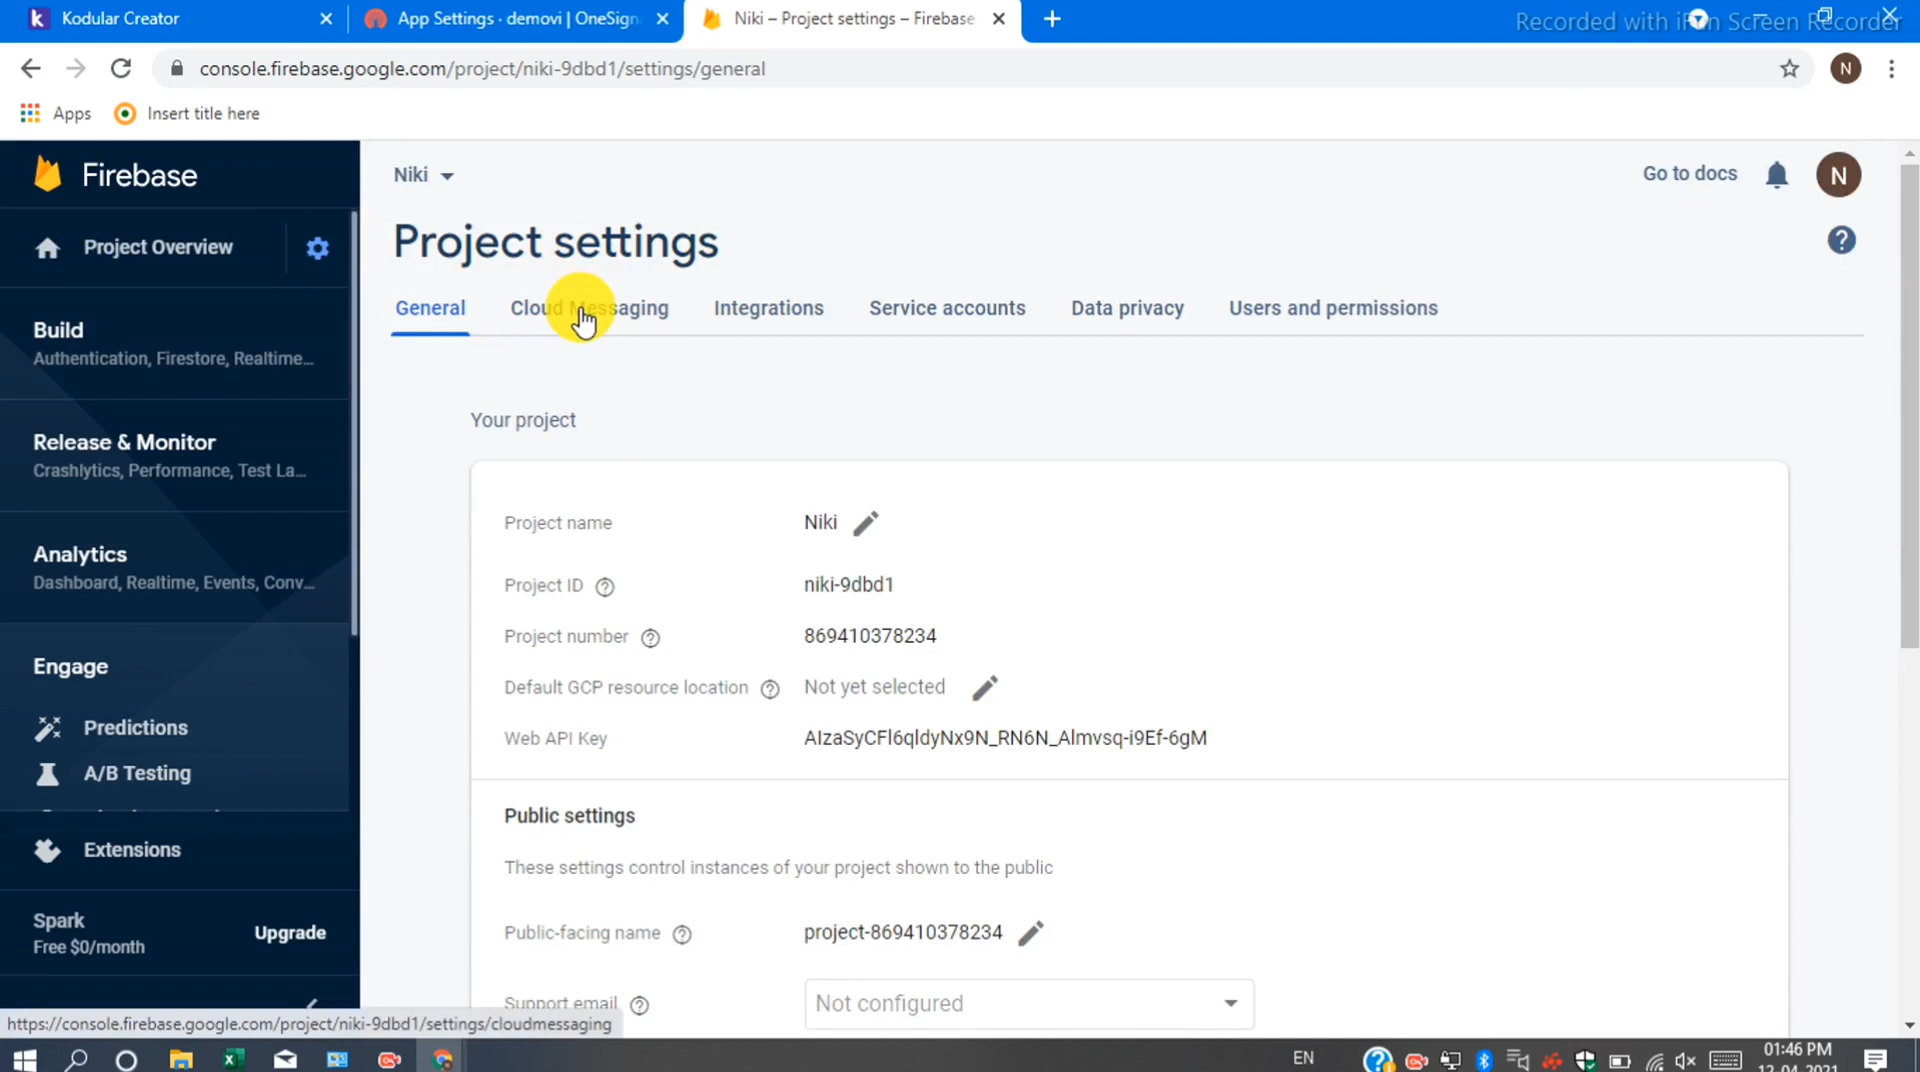 Kodular Creator
App Settings · demovi | OneSign
Niki – Project settings – Firebase
Recorded with iFun Screen Recorder
console.firebase.google.com/project/niki-9dbd1/settings/general
N
Apps
Insert title here
Firebase
Niki
Go to docs
N
Project Overview
Project settings
General
Cloud Messaging
Integrations
Service accounts
Data privacy
Users and permissions
Build
Authentication, Firestore, Realtime…
Your project
Release & Monitor
Crashlytics, Performance, Test La…
Project name
Niki
Analytics
Dashboard, Realtime, Events, Conv…
Project ID
niki-9dbd1
Project number
869410378234
Engage
Default GCP resource location
Not yet selected
Predictions
Web API Key
AIzaSyCFl6qldyNx9N_RN6N_Almvsq-i9Ef-6gM
A/B Testing
Public settings
Extensions
These settings control instances of your project shown to the public
Spark
Free $0/month
Upgrade
Public-facing name
project-869410378234
Support email
Not configured
https://console.firebase.google.com/project/niki-9dbd1/settings/cloudmessaging
EN
01:46 PM
12-04-2021